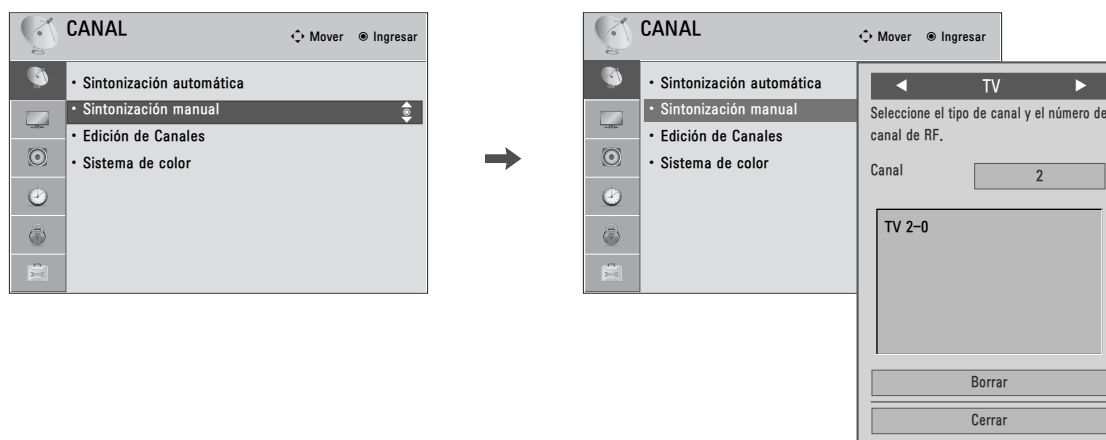 CANAL
Mover Ingresar
• Sintonización automática
• Sintonización manual
• Edición de Canales
• Sistema de color
CANAL
Mover Ingresar
• Sintonización automática
• Sintonización manual
• Edición de Canales
• Sistema de color
TV
Seleccione el tipo de canal y el número de
canal de RF.
Canal 2
TV 2-0
Borrar
Cerrar